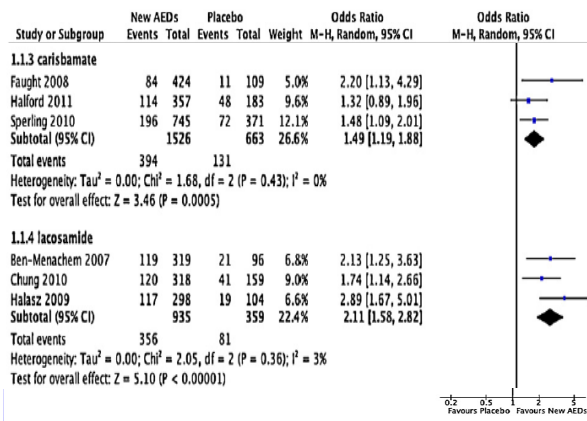 New AEDs Placebo Odds Ratio Odds Ratio
Study or Subgroup Events Total Events Total Weight M-H, Random, 95% CI M-H, Random, 95% CI
1.1.3 carisbamate
Faught 2008 84 424 11 109 5.0% 2.20 [1.13, 4.29]
Halford 2011 114 357 48 183 9.6% 1.32 [0.89, 1.96]
Sperling 2010 196 745 72 371 12.1% 1.48 [1.09, 2.01]
Subtotal (95% CI) 1526 663 26.6% 1.49 [1.19, 1.88]
Total events 394 131
Heterogeneity: Tau² = 0.00; Chi² = 1.68, df = 2 (P = 0.43); I² = 0%
Test for overall effect: Z = 3.46 (P = 0.0005)
1.1.4 lacosamide
Ben-Menachem 2007 119 319 21 96 6.8% 2.13 [1.25, 3.63]
Chung 2010 120 318 41 159 9.0% 1.74 [1.14, 2.66]
Halasz 2009 117 298 19 104 6.6% 2.89 [1.67, 5.01]
Subtotal (95% CI) 935 359 22.4% 2.11 [1.58, 2.82]
Total events 356 81
Heterogeneity: Tau² = 0.00; Chi² = 2.05, df = 2 (P = 0.36); I² = 3%
Test for overall effect: Z = 5.10 (P < 0.00001)
0.2 0.5 1 2 5
Favours Placebo Favours New AEDs